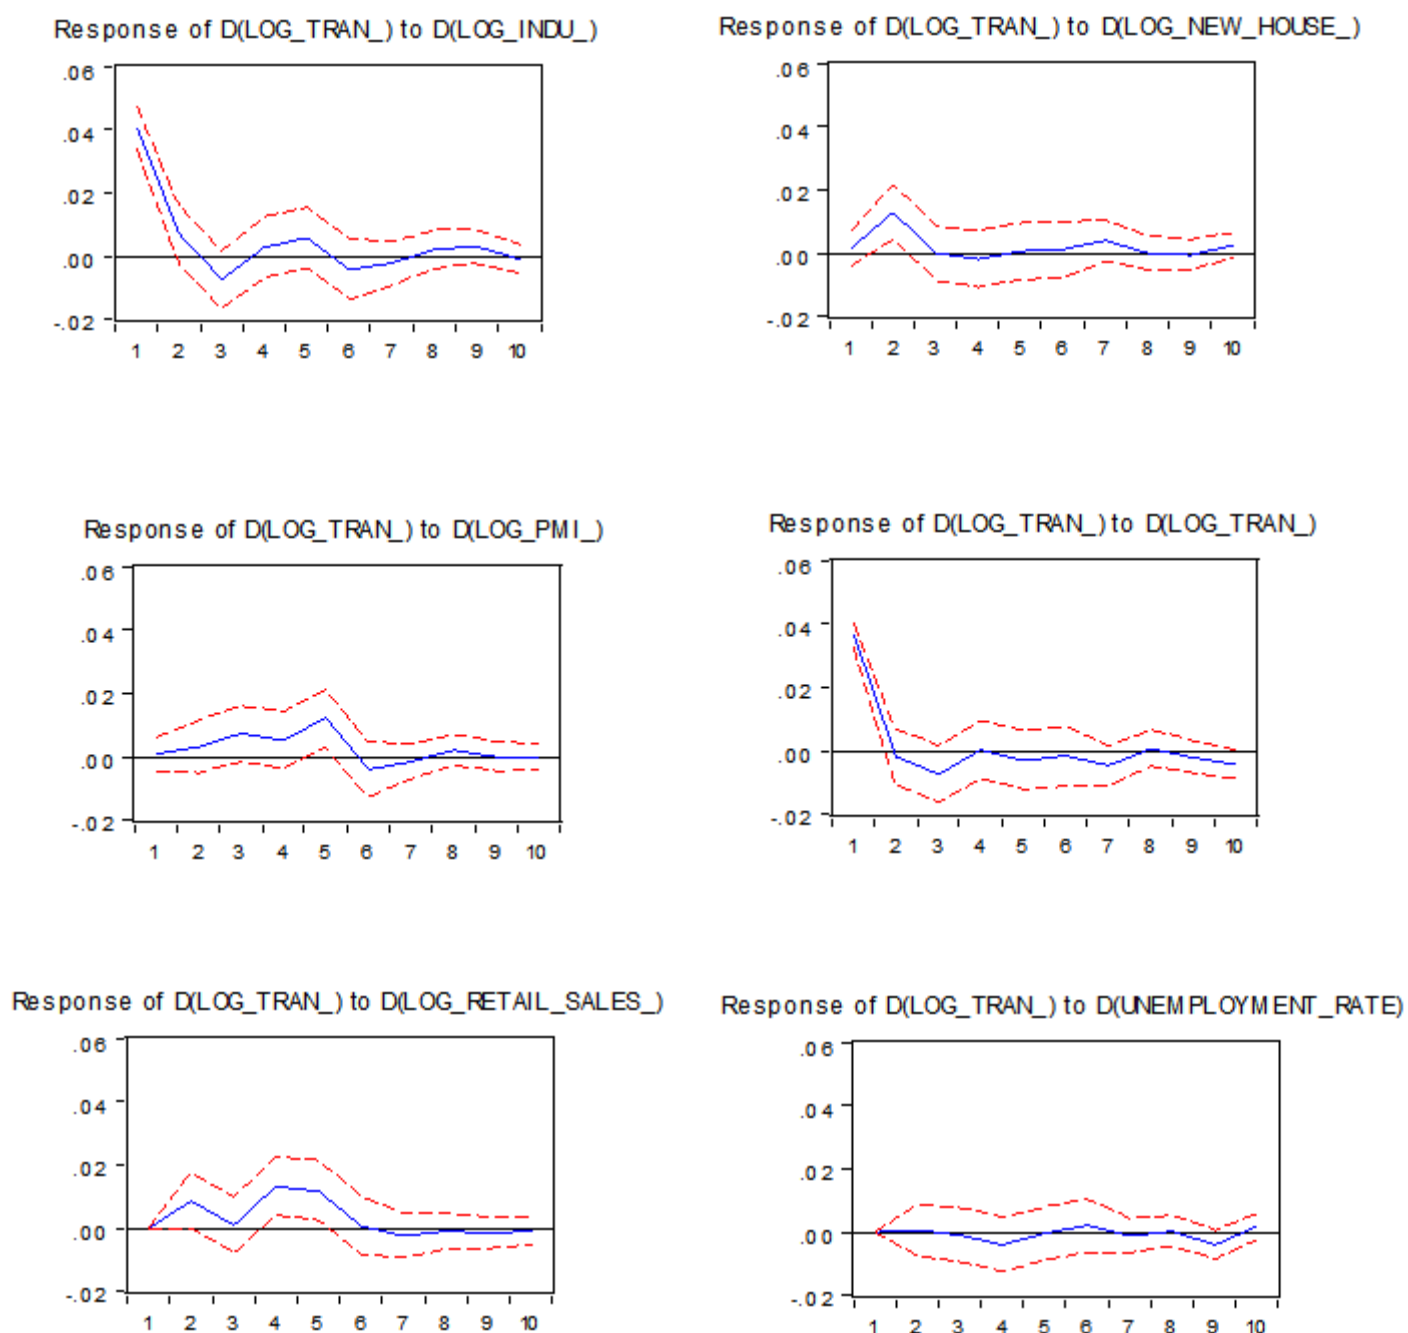 Response of D(LOG_TRAN_) to D(LOG_INDU_)
.06
.04
.02
.00
-.02
1 2 3 4 5 6 7 8 9 10
Response of D(LOG_TRAN_) to D(LOG_NEW_HOUSE_)
.06
.04
.02
.00
-.02
1 2 3 4 5 6 7 8 9 10
Response of D(LOG_TRAN_) to D(LOG_PMI_)
.06
.04
.02
.00
-.02
1 2 3 4 5 6 7 8 9 10
Response of D(LOG_TRAN_) to D(LOG_TRAN_)
.06
.04
.02
.00
-.02
1 2 3 4 5 6 7 8 9 10
Response of D(LOG_TRAN_) to D(LOG_RETAIL_SALES_)
.06
.04
.02
.00
-.02
1 2 3 4 5 6 7 8 9 10
Response of D(LOG_TRAN_) to D(UNEMPLOYMENT_RATE)
.06
.04
.02
.00
-.02
1 2 3 4 5 6 7 8 9 10